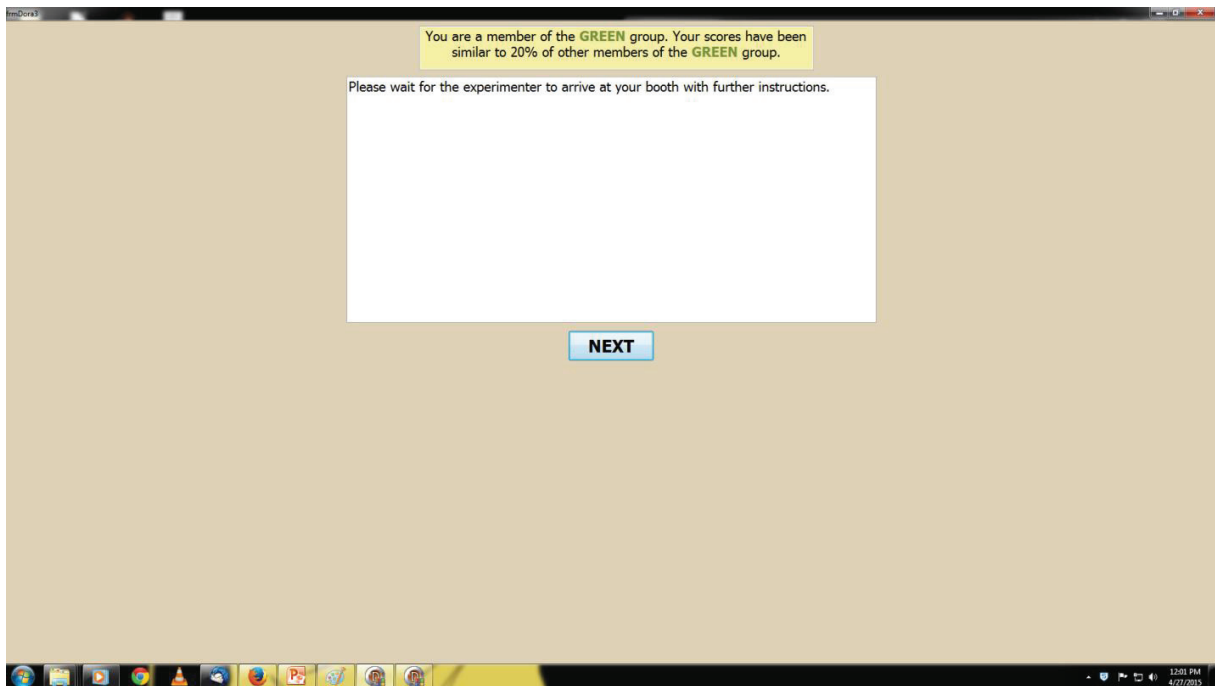 frmDora3
You are a member of the GREEN group. Your scores have been
similar to 20% of other members of the GREEN group.
Please wait for the experimenter to arrive at your booth with further instructions.
NEXT
12:01 PM
4/27/2015